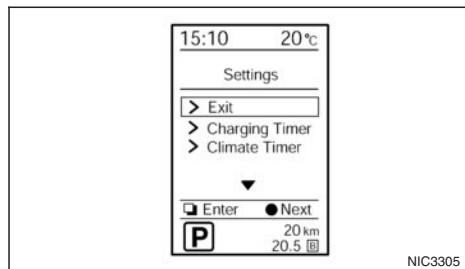 15:10 20°C
Settings
> Exit
> Charging Timer
> Climate Timer
▼
❏ Enter ● Next
P 20 km
20.5 B
NIC3305